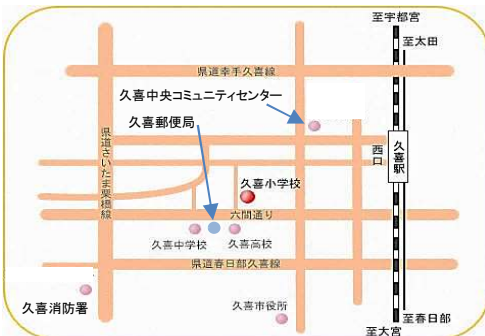 至宇都宮
至太田
県道幸手久喜線
久喜中央コミュニティセンター
久喜郵便局
県道さいたま栗橋線
西口
久喜駅
久喜小学校
六間通り
久喜中学校
久喜高校
県道春日部久喜線
久喜消防署
久喜市役所
至春日部
至大宮